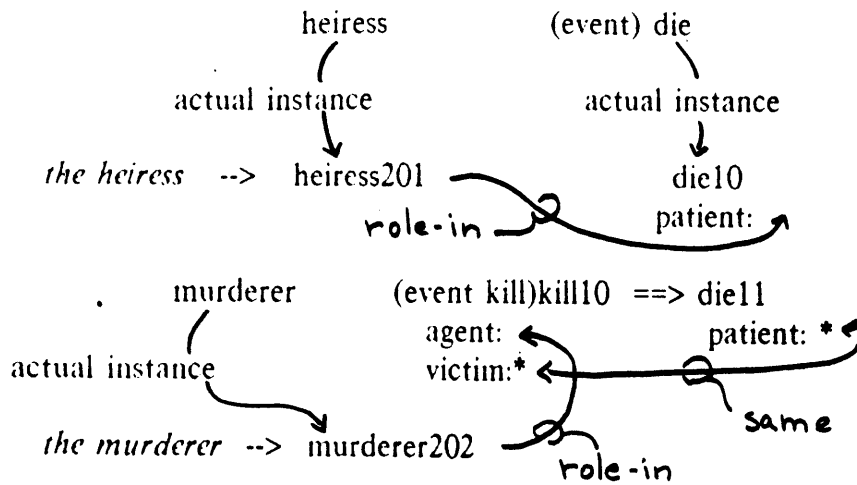 heiress (event) die
actual instance actual instance
the heiress --> heiress201 die10
role-in patient:
murderer (event kill)kill10 ==> die11
agent: patient: *
actual instance victim:*
same
the murderer --> murderer202
role-in